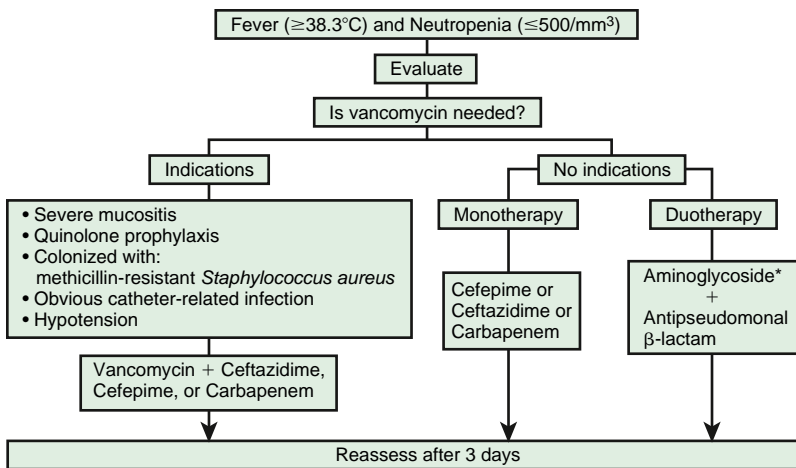 Fever (≥38.3°C) and Neutropenia (≤500/mm³)
Evaluate
Is vancomycin needed?
Indications
No indications
• Severe mucositis
• Quinolone prophylaxis
• Colonized with:
methicillin-resistant Staphylococcus aureus
• Obvious catheter-related infection
• Hypotension
Vancomycin + Ceftazidime,
Cefepime, or Carbapenem
Monotherapy
Cefepime or
Ceftazidime or
Carbapenem
Duotherapy
Aminoglycoside*
+
Antipseudomonal
β-lactam
Reassess after 3 days